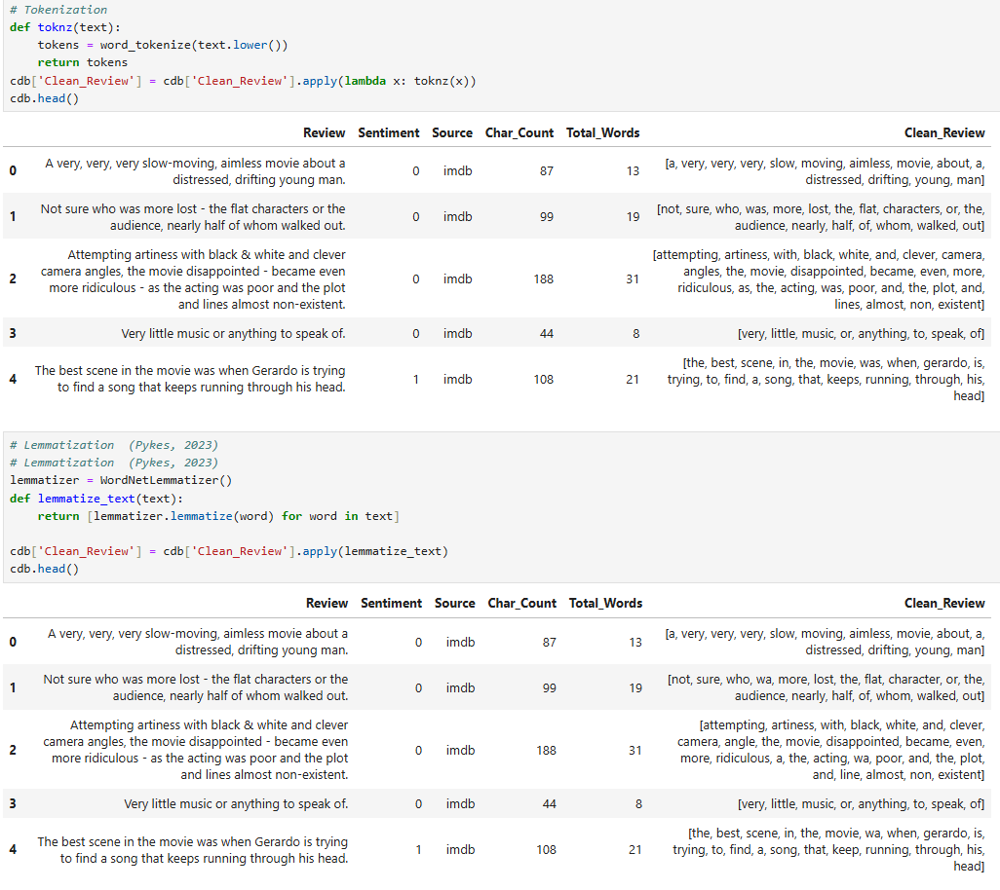 # Tokenization
def toknz(text):
    tokens = word_tokenize(text.lower())
    return tokens
cdb['Clean_Review'] = cdb['Clean_Review'].apply(lambda x: toknz(x))
cdb.head()
Review Sentiment Source Char_Count Total_Words Clean_Review
0 A very, very, very slow-moving, aimless movie about a distressed, drifting young man. 0 imdb 87 13 [a, very, very, very, slow, moving, aimless, movie, about, a, distressed, drifting, young, man]
1 Not sure who was more lost - the flat characters or the audience, nearly half of whom walked out. 0 imdb 99 19 [not, sure, who, was, more, lost, the, flat, characters, or, the, audience, nearly, half, of, whom, walked, out]
2 Attempting artiness with black & white and clever camera angles, the movie disappointed - became even more ridiculous - as the acting was poor and the plot and lines almost non-existent. 0 imdb 188 31 [attempting, artiness, with, black, white, and, clever, camera, angles, the, movie, disappointed, became, even, more, ridiculous, as, the, acting, was, poor, and, the, plot, and, lines, almost, non, existent]
3 Very little music or anything to speak of. 0 imdb 44 8 [very, little, music, or, anything, to, speak, of]
4 The best scene in the movie was when Gerardo is trying to find a song that keeps running through his head. 1 imdb 108 21 [the, best, scene, in, the, movie, was, when, gerardo, is, trying, to, find, a, song, that, keeps, running, through, his, head]
# Lemmatization  (Pykes, 2023)
# Lemmatization  (Pykes, 2023)
lemmatizer = WordNetLemmatizer()
def lemmatize_text(text):
    return [lemmatizer.lemmatize(word) for word in text]
cdb['Clean_Review'] = cdb['Clean_Review'].apply(lemmatize_text)
cdb.head()
Review Sentiment Source Char_Count Total_Words Clean_Review
0 A very, very, very slow-moving, aimless movie about a distressed, drifting young man. 0 imdb 87 13 [a, very, very, very, slow, moving, aimless, movie, about, a, distressed, drifting, young, man]
1 Not sure who was more lost - the flat characters or the audience, nearly half of whom walked out. 0 imdb 99 19 [not, sure, who, wa, more, lost, the, flat, character, or, the, audience, nearly, half, of, whom, walked, out]
2 Attempting artiness with black & white and clever camera angles, the movie disappointed - became even more ridiculous - as the acting was poor and the plot and lines almost non-existent. 0 imdb 188 31 [attempting, artiness, with, black, white, and, clever, camera, angle, the, movie, disappointed, became, even, more, ridiculous, a, the, acting, wa, poor, and, the, plot, and, line, almost, non, existent]
3 Very little music or anything to speak of. 0 imdb 44 8 [very, little, music, or, anything, to, speak, of]
4 The best scene in the movie was when Gerardo is trying to find a song that keeps running through his head. 1 imdb 108 21 [the, best, scene, in, the, movie, wa, when, gerardo, is, trying, to, find, a, song, that, keep, running, through, his, head]